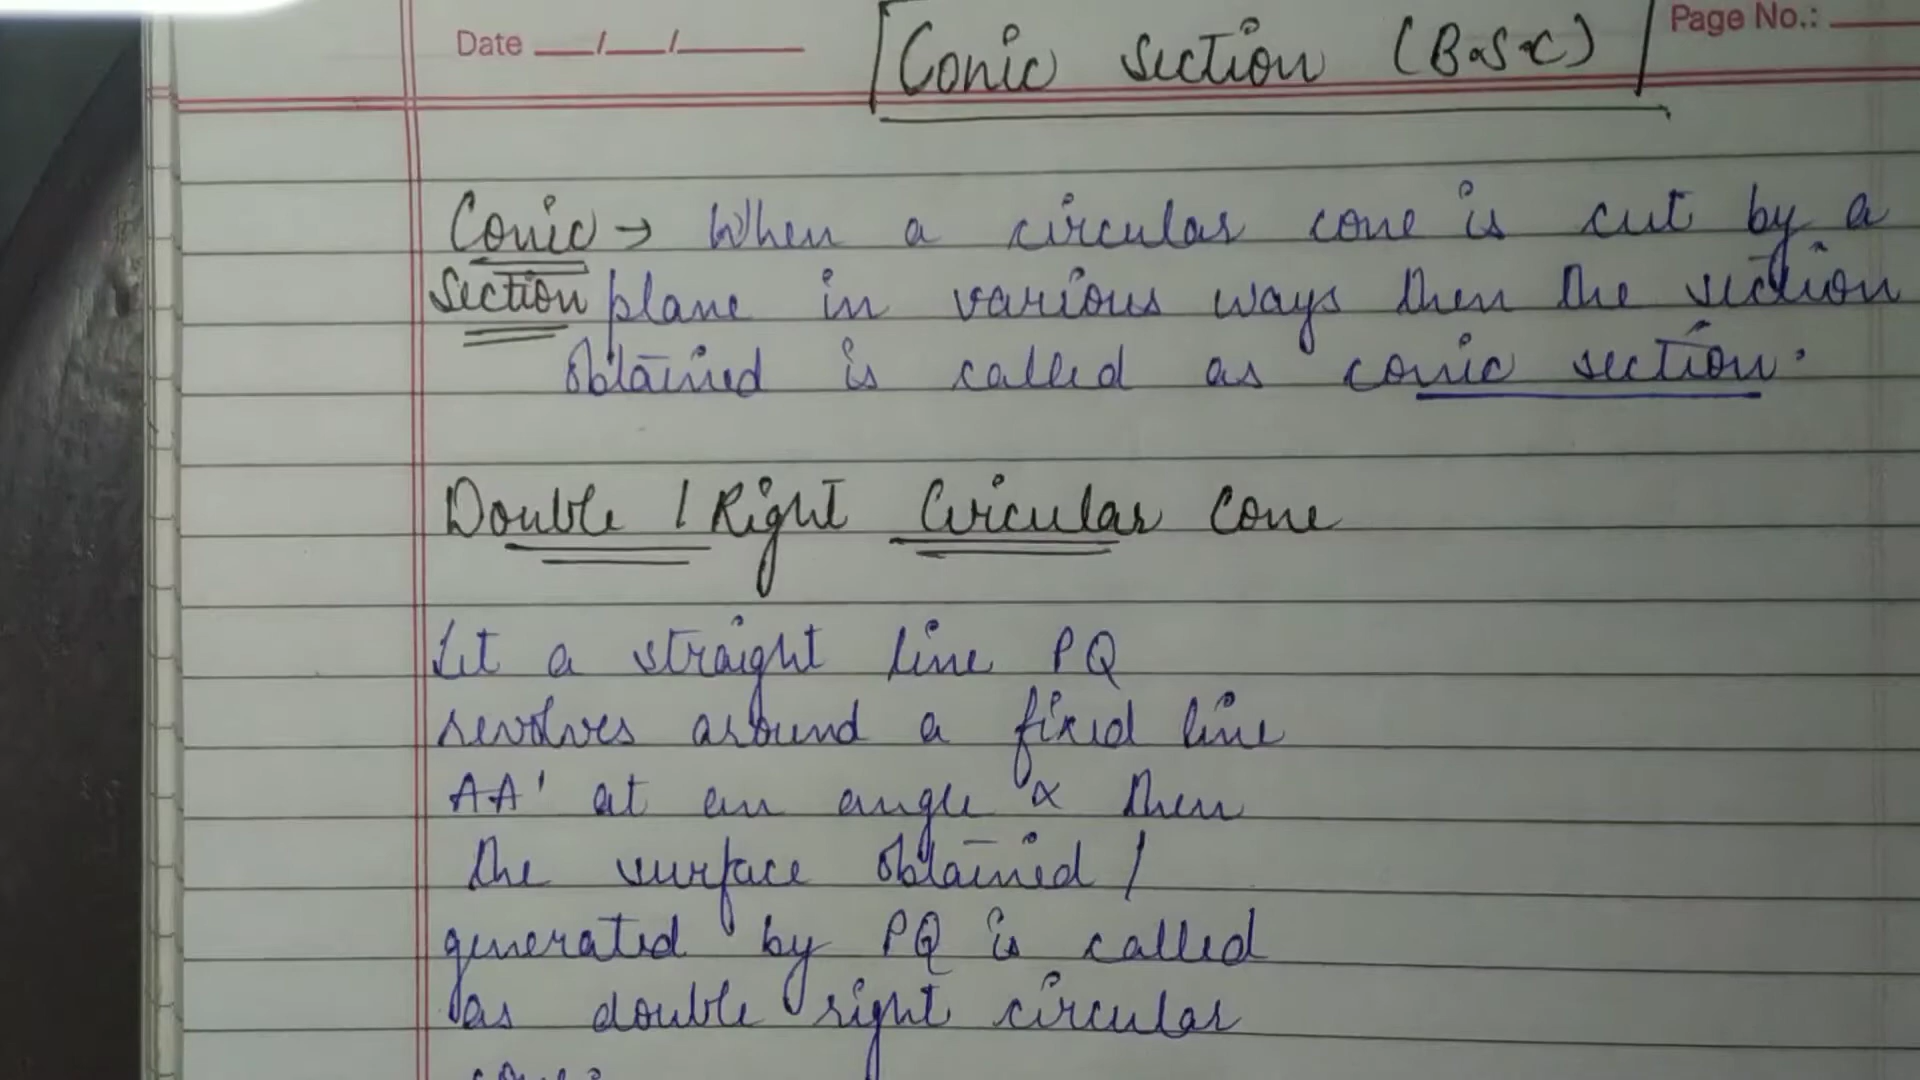 Date __/__/____ Conic Section (B.Sc) Page No.: ____
Conic → When a circular cone is cut by a
Section plane in various ways then the section
obtained is called as conic section.
Double / Right Circular Cone
Let a straight line PQ
revolves around a fixed line
AA' at an angle α then
the surface obtained /
generated by PQ is called
as double right circular